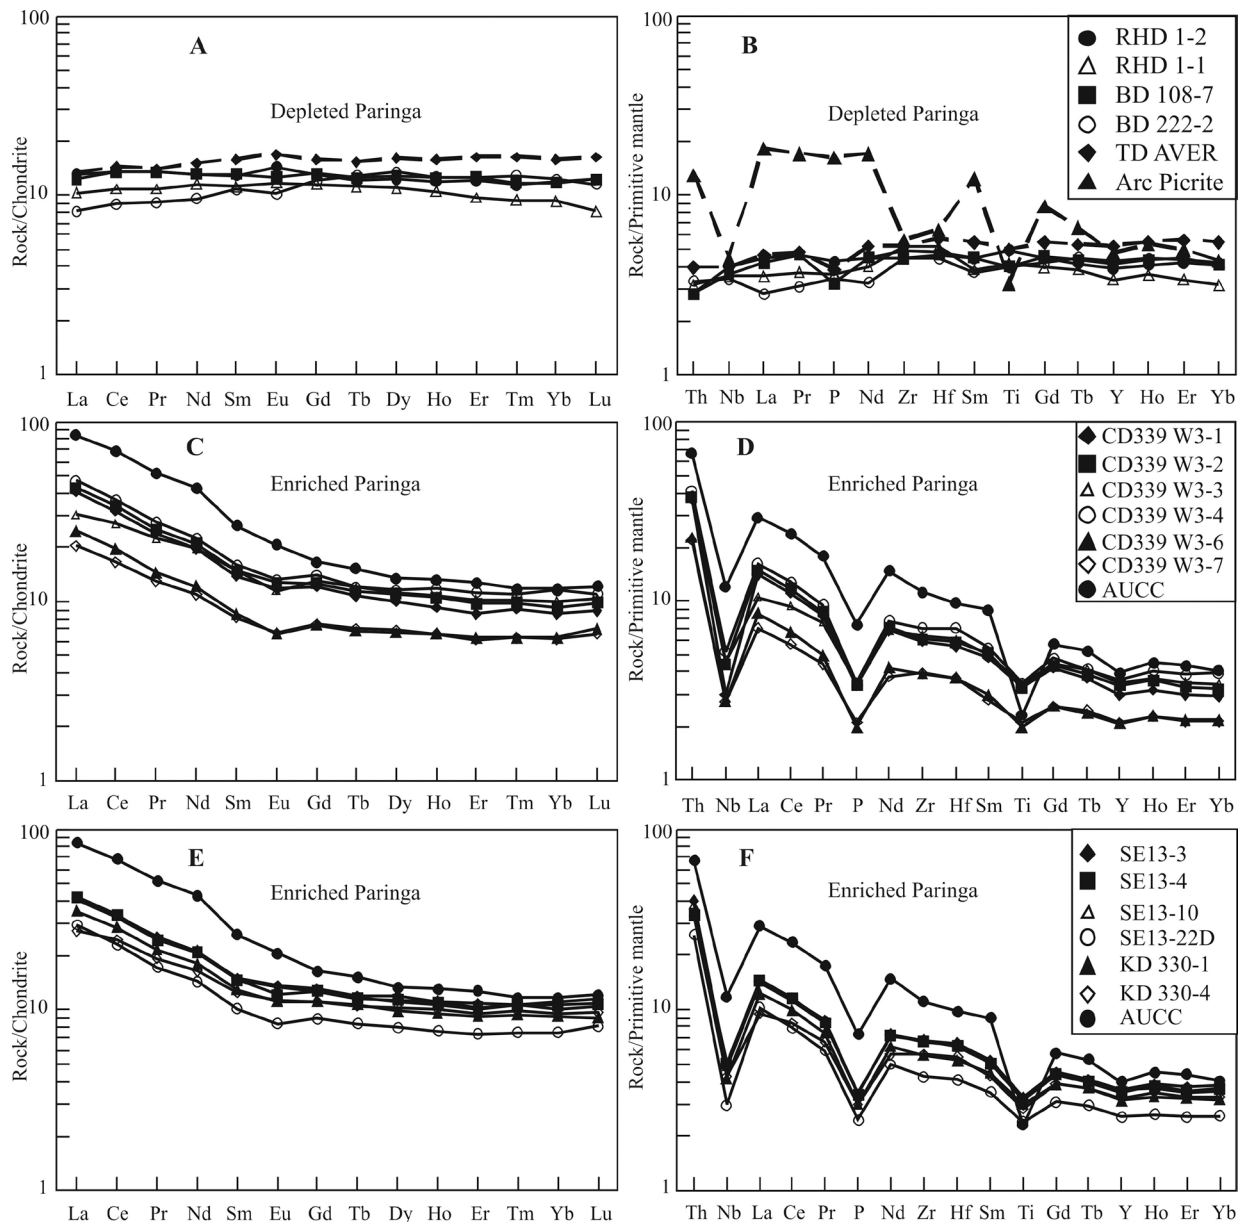 A
Depleted Paringa
Rock/Chondrite
100
10
1
La Ce Pr Nd Sm Eu Gd Tb Dy Ho Er Tm Yb Lu
B
Depleted Paringa
Rock/Primitive mantle
100
10
1
Th Nb La Pr P Nd Zr Hf Sm Ti Gd Tb Y Ho Er Yb
RHD 1-2
RHD 1-1
BD 108-7
BD 222-2
TD AVER
Arc Picrite
C
Enriched Paringa
Rock/Chondrite
100
10
1
La Ce Pr Nd Sm Eu Gd Tb Dy Ho Er Tm Yb Lu
D
Enriched Paringa
Rock/Primitive mantle
100
10
1
Th Nb La Ce Pr P Nd Zr Hf Sm Ti Gd Tb Y Ho Er Yb
CD339 W3-1
CD339 W3-2
CD339 W3-3
CD339 W3-4
CD339 W3-6
CD339 W3-7
AUCC
E
Enriched Paringa
Rock/Chondrite
100
10
1
La Ce Pr Nd Sm Eu Gd Tb Dy Ho Er Tm Yb Lu
F
Enriched Paringa
Rock/Primitive mantle
100
10
1
Th Nb La Ce Pr P Nd Zr Hf Sm Ti Gd Tb Y Ho Er Yb
SE13-3
SE13-4
SE13-10
SE13-22D
KD 330-1
KD 330-4
AUCC